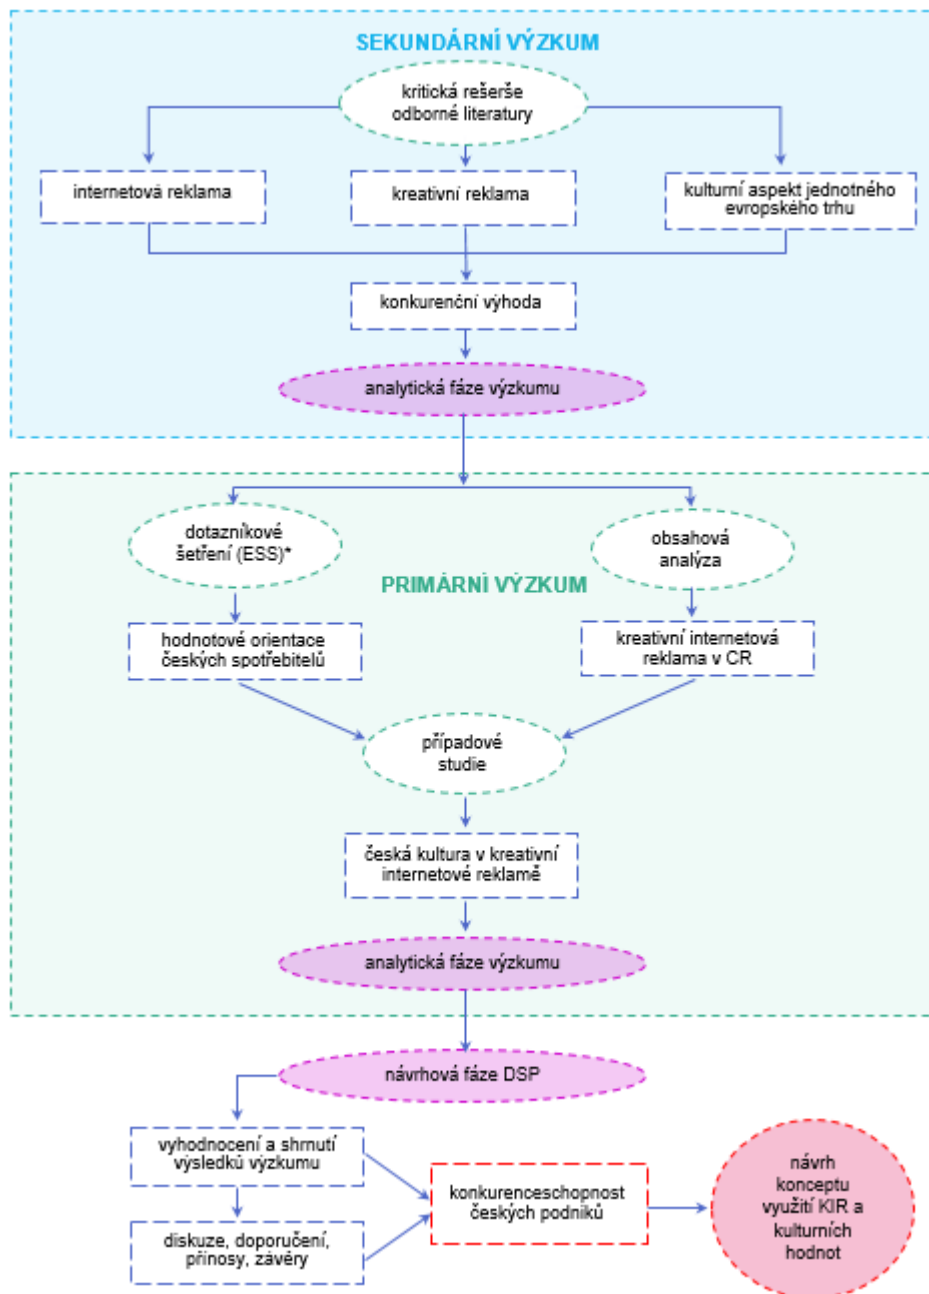 SEKUNDÁRNÍ VÝZKUM
kritická rešerše
odborné literatury
internetová reklama
kreativní reklama
kulturní aspekt jednotného
evropského trhu
konkurenční výhoda
analytická fáze výzkumu
dotazníkové
šetření (ESS)*
obsahová
analýza
PRIMÁRNÍ VÝZKUM
hodnotové orientace
českých spotřebitelů
kreativní internetová
reklama v CR
případové
studie
česká kultura v kreativní
internetové reklamě
analytická fáze výzkumu
návrhová fáze DSP
vyhodnocení a shrnutí
výsledků výzkumu
konkurenceschopnost
českých podniků
návrh
konceptu
využití KIR a
kulturních
hodnot
diskuze, doporučení,
přínosy, závěry